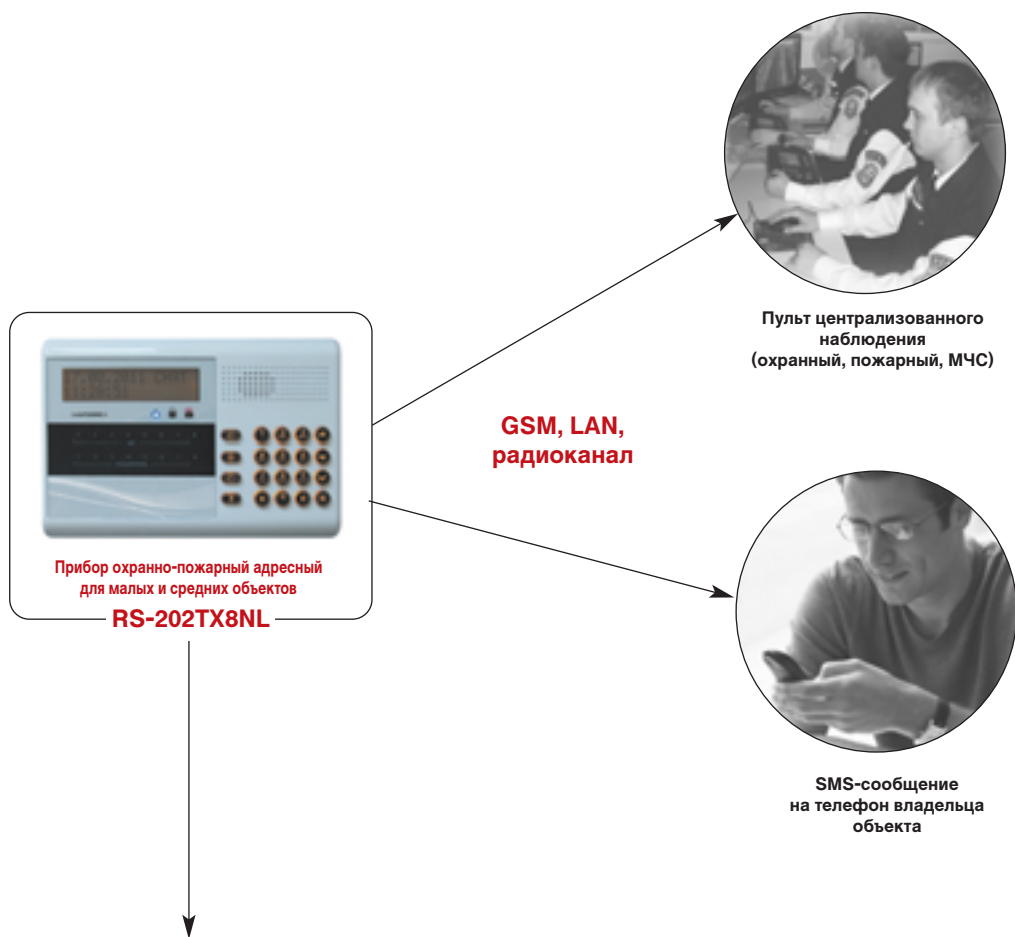 Пульт централизованного
наблюдения
(охранный, пожарный, МЧС)
GSM, LAN,
радиоканал
Прибор охранно-пожарный адресный
для малых и средних объектов
RS-202TX8NL
SMS-сообщение
на телефон владельца
объекта